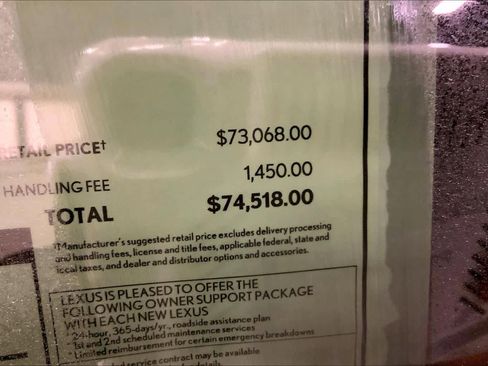 RETAIL PRICE† $73,068.00
HANDLING FEE 1,450.00
TOTAL $74,518.00
†Manufacturer's suggested retail price excludes delivery processing
and handling fees, license and title fees, applicable federal, state and
local taxes, and dealer and distributor options and accessories.
LEXUS IS PLEASED TO OFFER THE
FOLLOWING OWNER SUPPORT PACKAGE
WITH EACH NEW LEXUS
* 24-hour, 365-days/yr., roadside assistance plan
* 1st and 2nd scheduled maintenance services
* Limited reimbursement for certain emergency breakdowns
service contract may be available
details